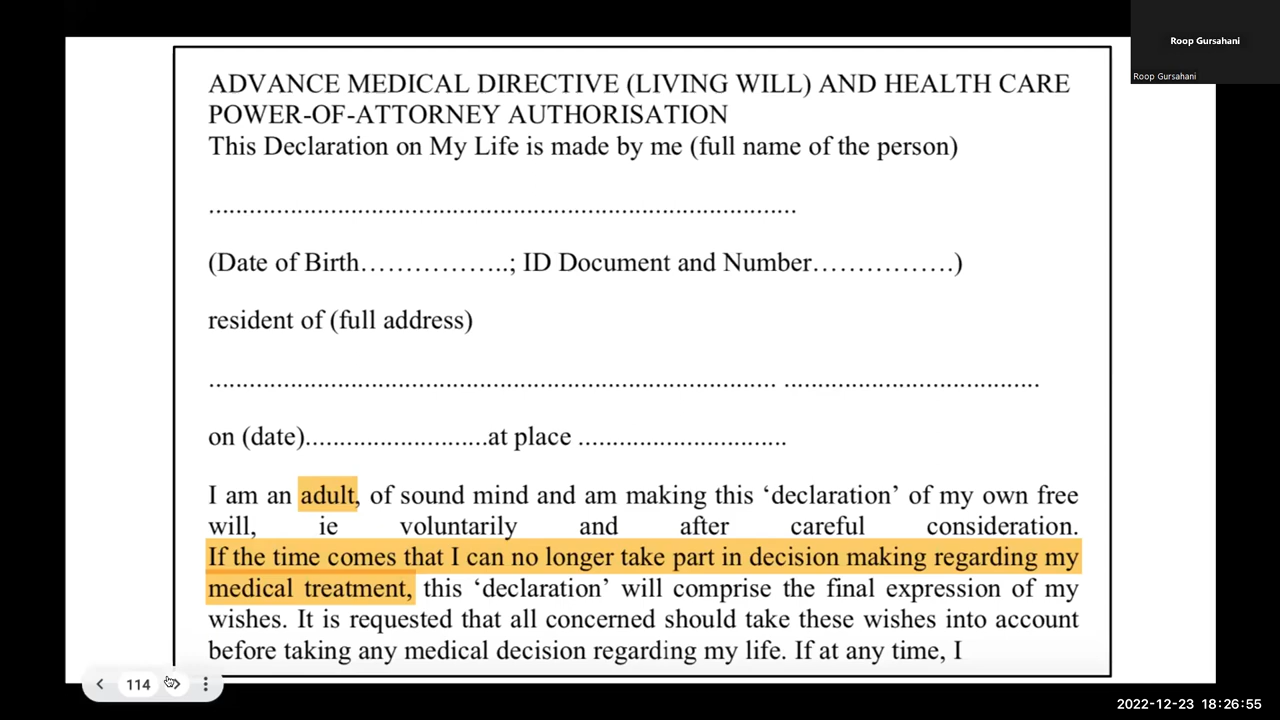 Roop Gursahani
Roop Gursahani
ADVANCE MEDICAL DIRECTIVE (LIVING WILL) AND HEALTH CARE
POWER-OF-ATTORNEY AUTHORISATION
This Declaration on My Life is made by me (full name of the person)
.......................................................................................
(Date of Birth……………..; ID Document and Number…………….)
resident of (full address)
.................................................................................... ......................................
on (date)...........................at place ...............................
I am an adult, of sound mind and am making this ‘declaration’ of my own free
will, ie voluntarily and after careful consideration.
If the time comes that I can no longer take part in decision making regarding my
medical treatment, this ‘declaration’ will comprise the final expression of my
wishes. It is requested that all concerned should take these wishes into account
before taking any medical decision regarding my life. If at any time, I
114
2022-12-23 18:26:55